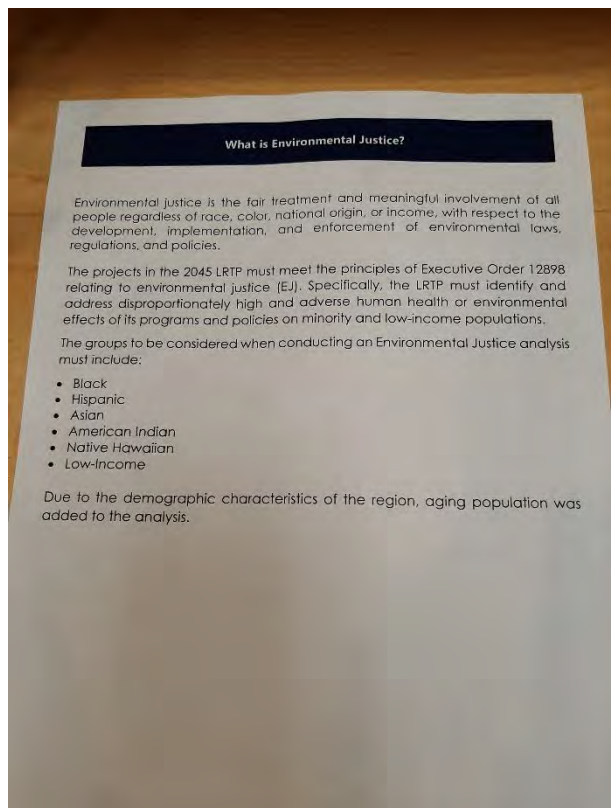 What is Environmental Justice?
Environmental justice is the fair treatment and meaningful involvement of all
people regardless of race, color, national origin, or income, with respect to the
development, implementation, and enforcement of environmental laws,
regulations, and policies.
The projects in the 2045 LRTP must meet the principles of Executive Order 12898
relating to environmental justice (EJ). Specifically, the LRTP must identify and
address disproportionately high and adverse human health or environmental
effects of its programs and policies on minority and low-income populations.
The groups to be considered when conducting an Environmental Justice analysis
must include:
• Black
• Hispanic
• Asian
• American Indian
• Native Hawaiian
• Low-Income
Due to the demographic characteristics of the region, aging population was
added to the analysis.